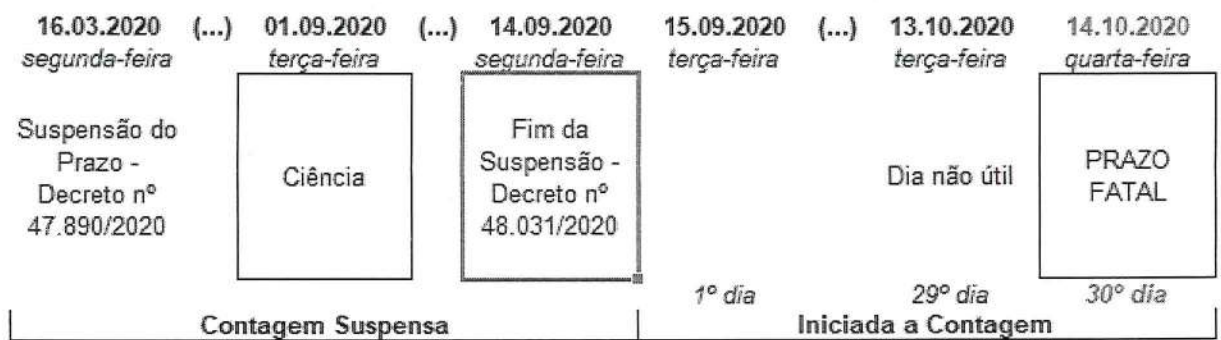 16.03.2020 (...) 01.09.2020 (...) 14.09.2020 15.09.2020 (...) 13.10.2020 14.10.2020
segunda-feira terça-feira segunda-feira terça-feira terça-feira quarta-feira
Suspensão do
Prazo -
Decreto nº
47.890/2020
Ciência
Fim da
Suspensão -
Decreto nº
48.031/2020
Dia não útil
PRAZO
FATAL
1º dia 29º dia 30º dia
Contagem Suspensa Iniciada a Contagem